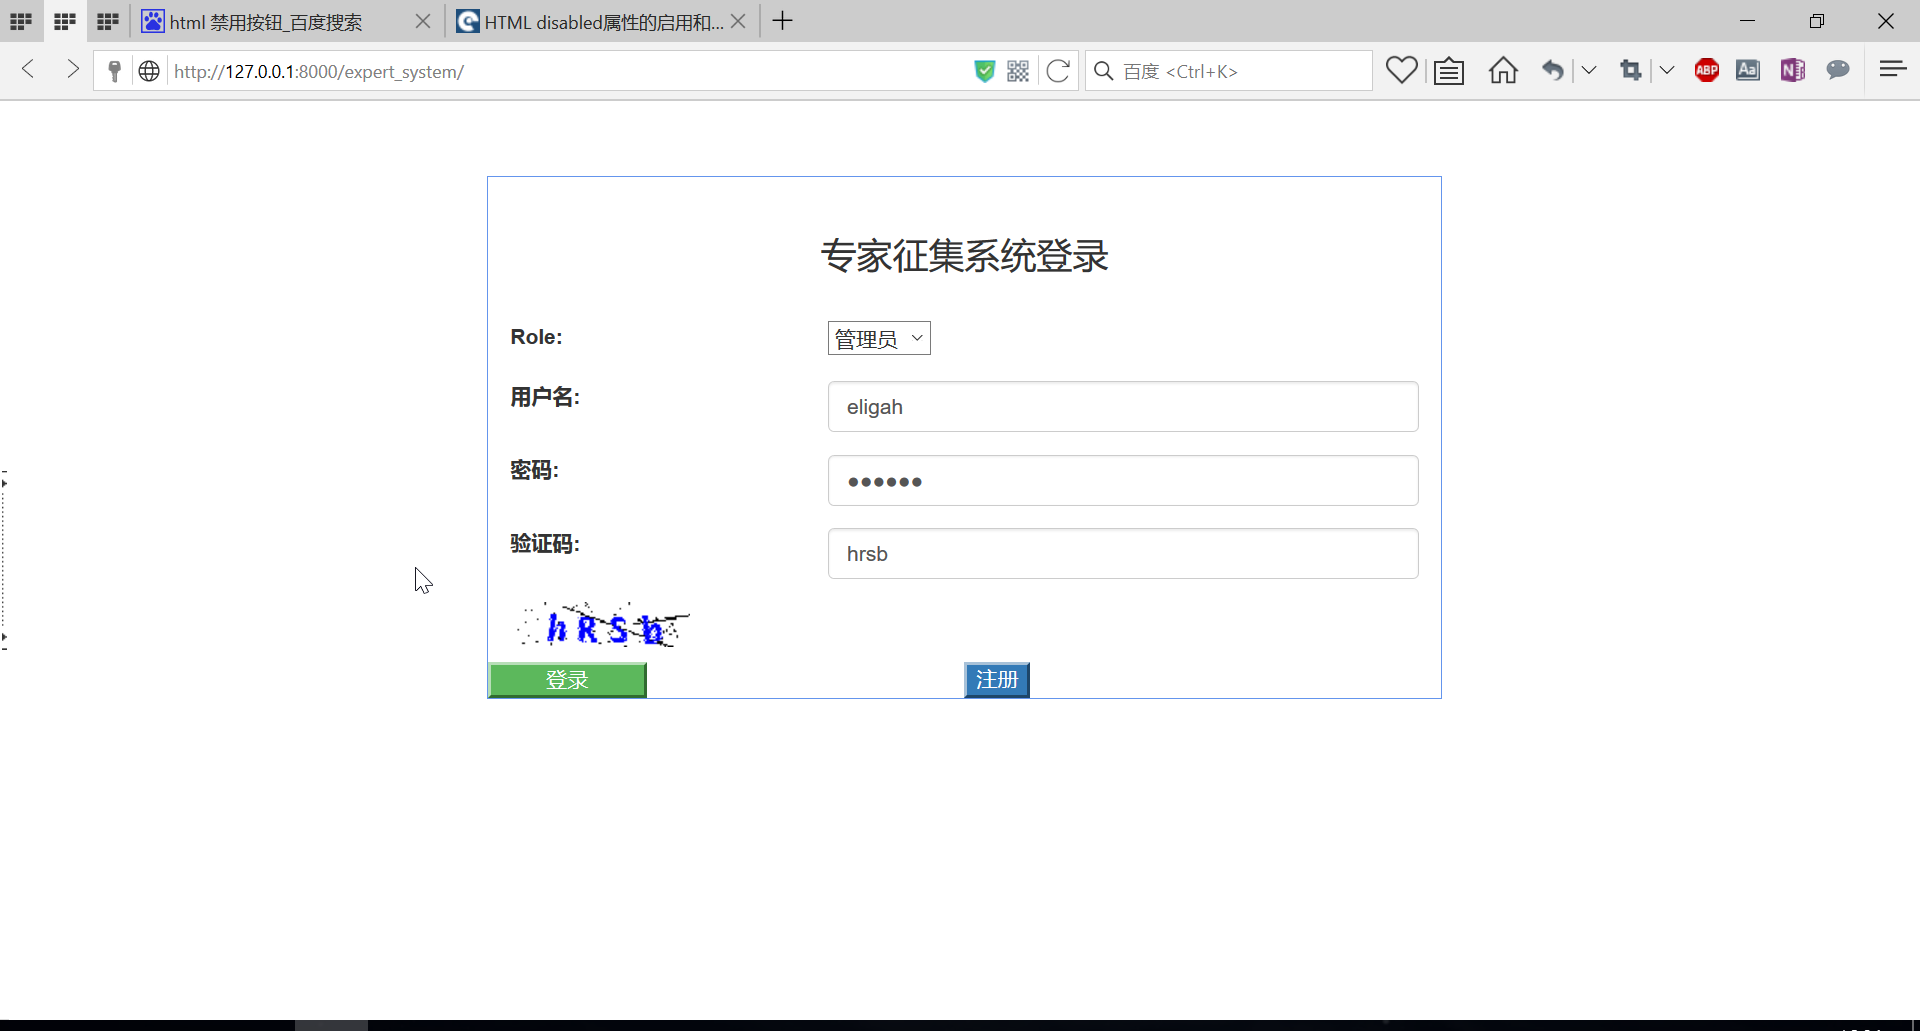 html 禁用按钮_百度搜索
HTML disabled属性的启用和...
http://127.0.0.1:8000/expert_system/
百度 <Ctrl+K>
ABP
Aa
N
专家征集系统登录
Role:
管理员
用户名:
eligah
密码:
••••••
验证码:
hrsb
hRSb
登录
注册